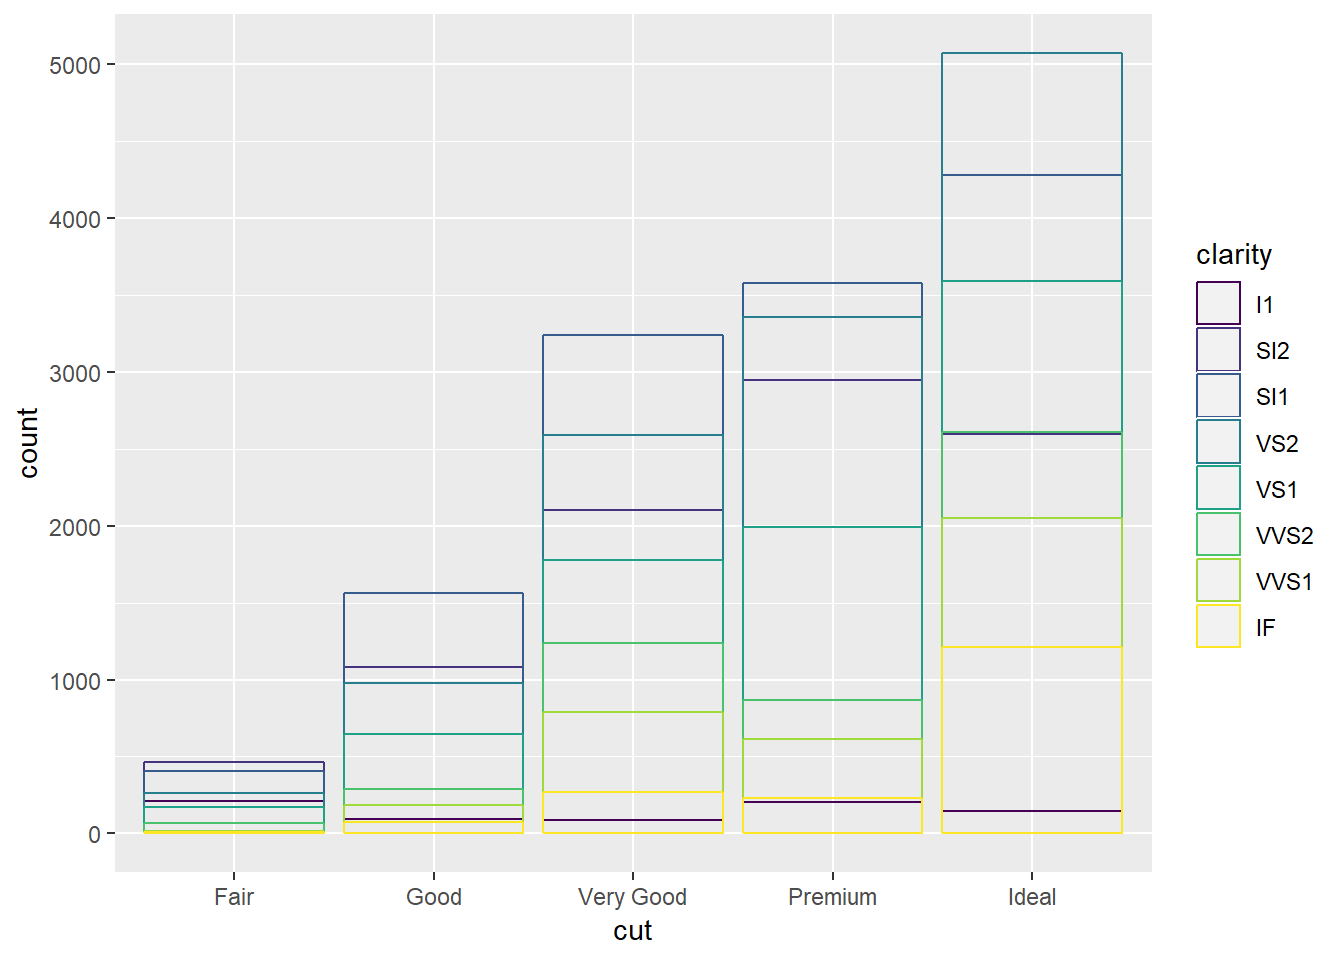 5000
4000
3000
2000
1000
0
count
Fair
Good
Very Good
Premium
Ideal
cut
clarity
I1
SI2
SI1
VS2
VS1
VVS2
VVS1
IF